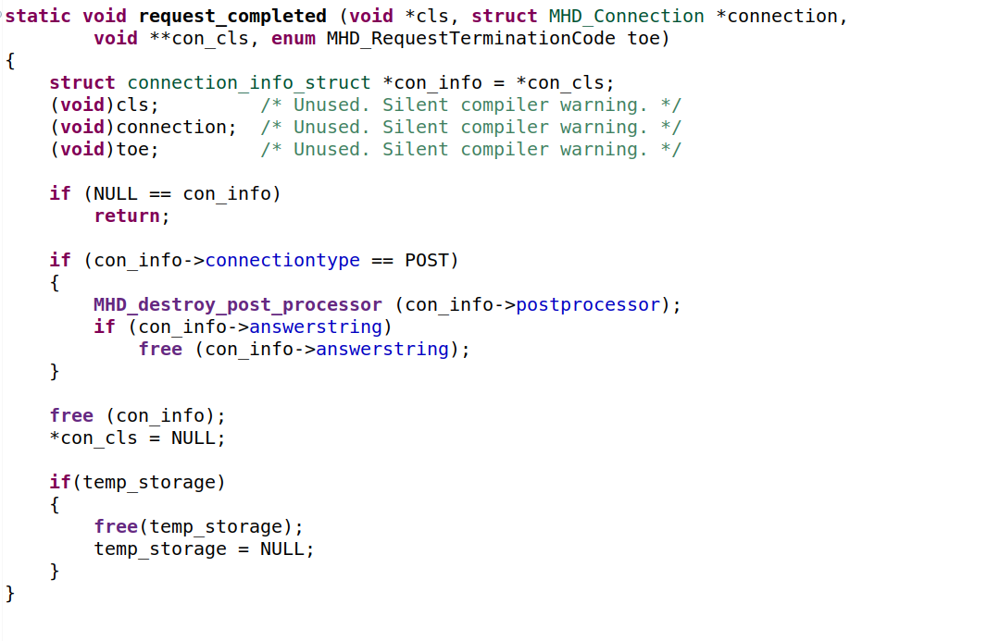 static void request_completed (void *cls, struct MHD_Connection *connection,
        void **con_cls, enum MHD_RequestTerminationCode toe)
{
    struct connection_info_struct *con_info = *con_cls;
    (void)cls;         /* Unused. Silent compiler warning. */
    (void)connection;  /* Unused. Silent compiler warning. */
    (void)toe;         /* Unused. Silent compiler warning. */

    if (NULL == con_info)
        return;

    if (con_info->connectiontype == POST)
    {
        MHD_destroy_post_processor (con_info->postprocessor);
        if (con_info->answerstring)
            free (con_info->answerstring);
    }

    free (con_info);
    *con_cls = NULL;

    if(temp_storage)
    {
        free(temp_storage);
        temp_storage = NULL;
    }
}